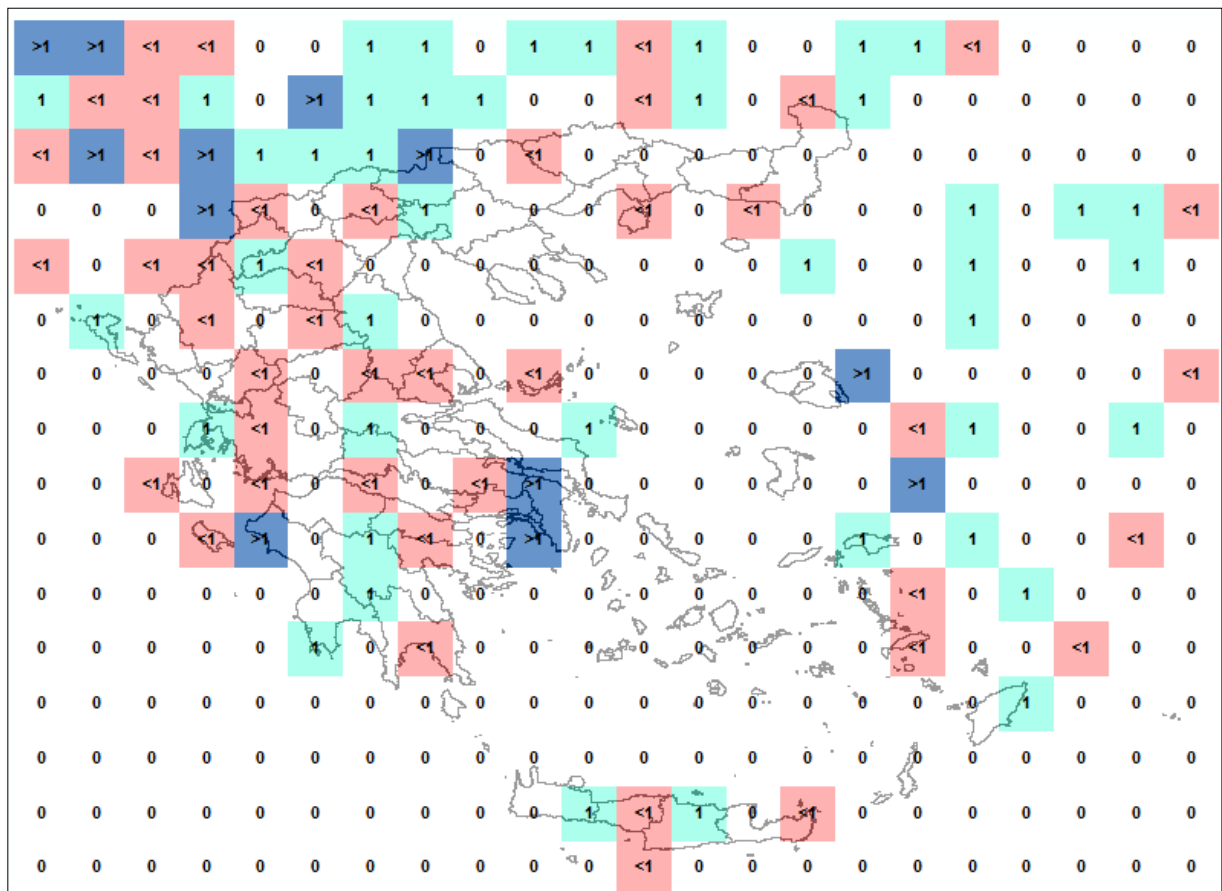 >1 >1 <1 <1 0 0 1 1 0 1 1 <1 1 0 0 1 1 <1 0 0 0 0
1 <1 <1 1 0 >1 1 1 1 0 0 <1 1 0 <1 1 0 0 0 0 0 0
<1 >1 <1 >1 1 1 1 >1 0 <1 0 0 0 0 0 0 0 0 0 0 0 0
0 0 0 >1 <1 0 <1 1 0 0 0 <1 0 <1 0 0 0 1 0 1 1 <1
<1 0 <1 <1 1 <1 0 0 0 0 0 0 0 0 1 0 0 1 0 0 1 0
0 1 0 <1 0 <1 1 0 0 0 0 0 0 0 0 0 0 1 0 0 0 0
0 0 0 0 <1 0 <1 <1 0 <1 0 0 0 0 0 >1 0 0 0 0 0 <1
0 0 0 1 <1 0 1 0 0 0 1 0 0 0 0 0 <1 1 0 0 1 0
0 0 <1 0 <1 0 <1 0 <1 >1 0 0 0 0 0 0 >1 0 0 0 0 0
0 0 0 <1 >1 0 1 <1 0 >1 0 0 0 0 0 1 0 1 0 0 <1 0
0 0 0 0 0 0 1 0 0 0 0 0 0 0 0 0 <1 0 1 0 0 0
0 0 0 0 0 1 0 <1 0 0 0 0 0 0 0 0 <1 0 0 <1 0 0
0 0 0 0 0 0 0 0 0 0 0 0 0 0 0 0 0 0 1 0 0 0
0 0 0 0 0 0 0 0 0 0 0 0 0 0 0 0 0 0 0 0 0 0
0 0 0 0 0 0 0 0 0 0 1 <1 1 0 <1 0 0 0 0 0 0 0
0 0 0 0 0 0 0 0 0 0 0 <1 0 0 0 0 0 0 0 0 0 0